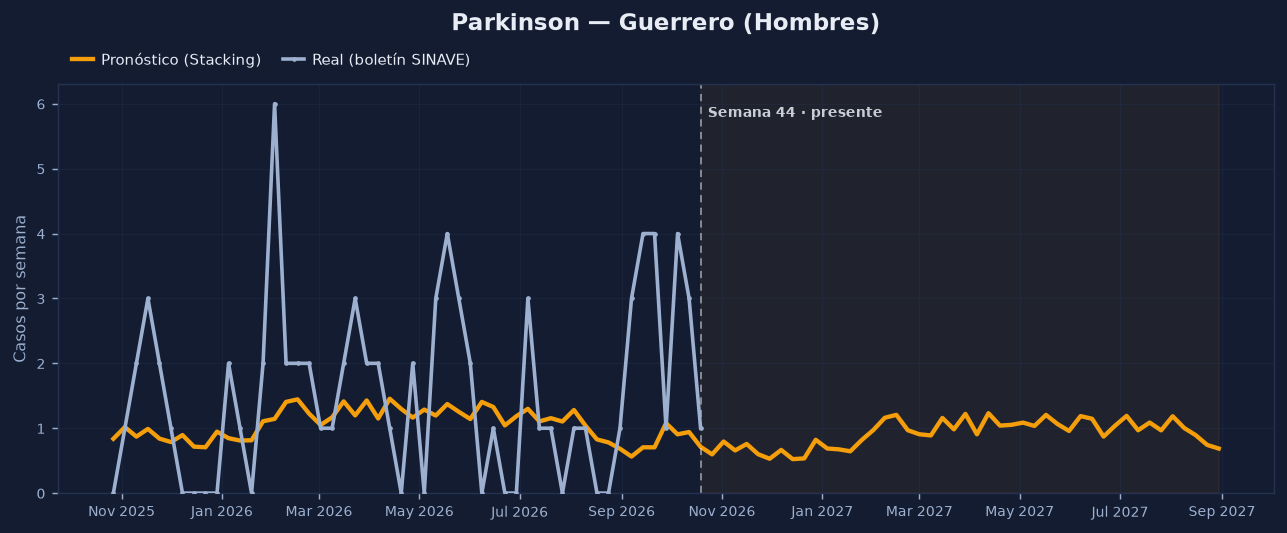 Parkinson — Guerrero (Hombres)
Pronóstico (Stacking)
Real (boletín SINAVE)
Semana 44 · presente
Casos por semana
6
5
4
3
2
1
0
Nov 2025
Jan 2026
Mar 2026
May 2026
Jul 2026
Sep 2026
Nov 2026
Jan 2027
Mar 2027
May 2027
Jul 2027
Sep 2027